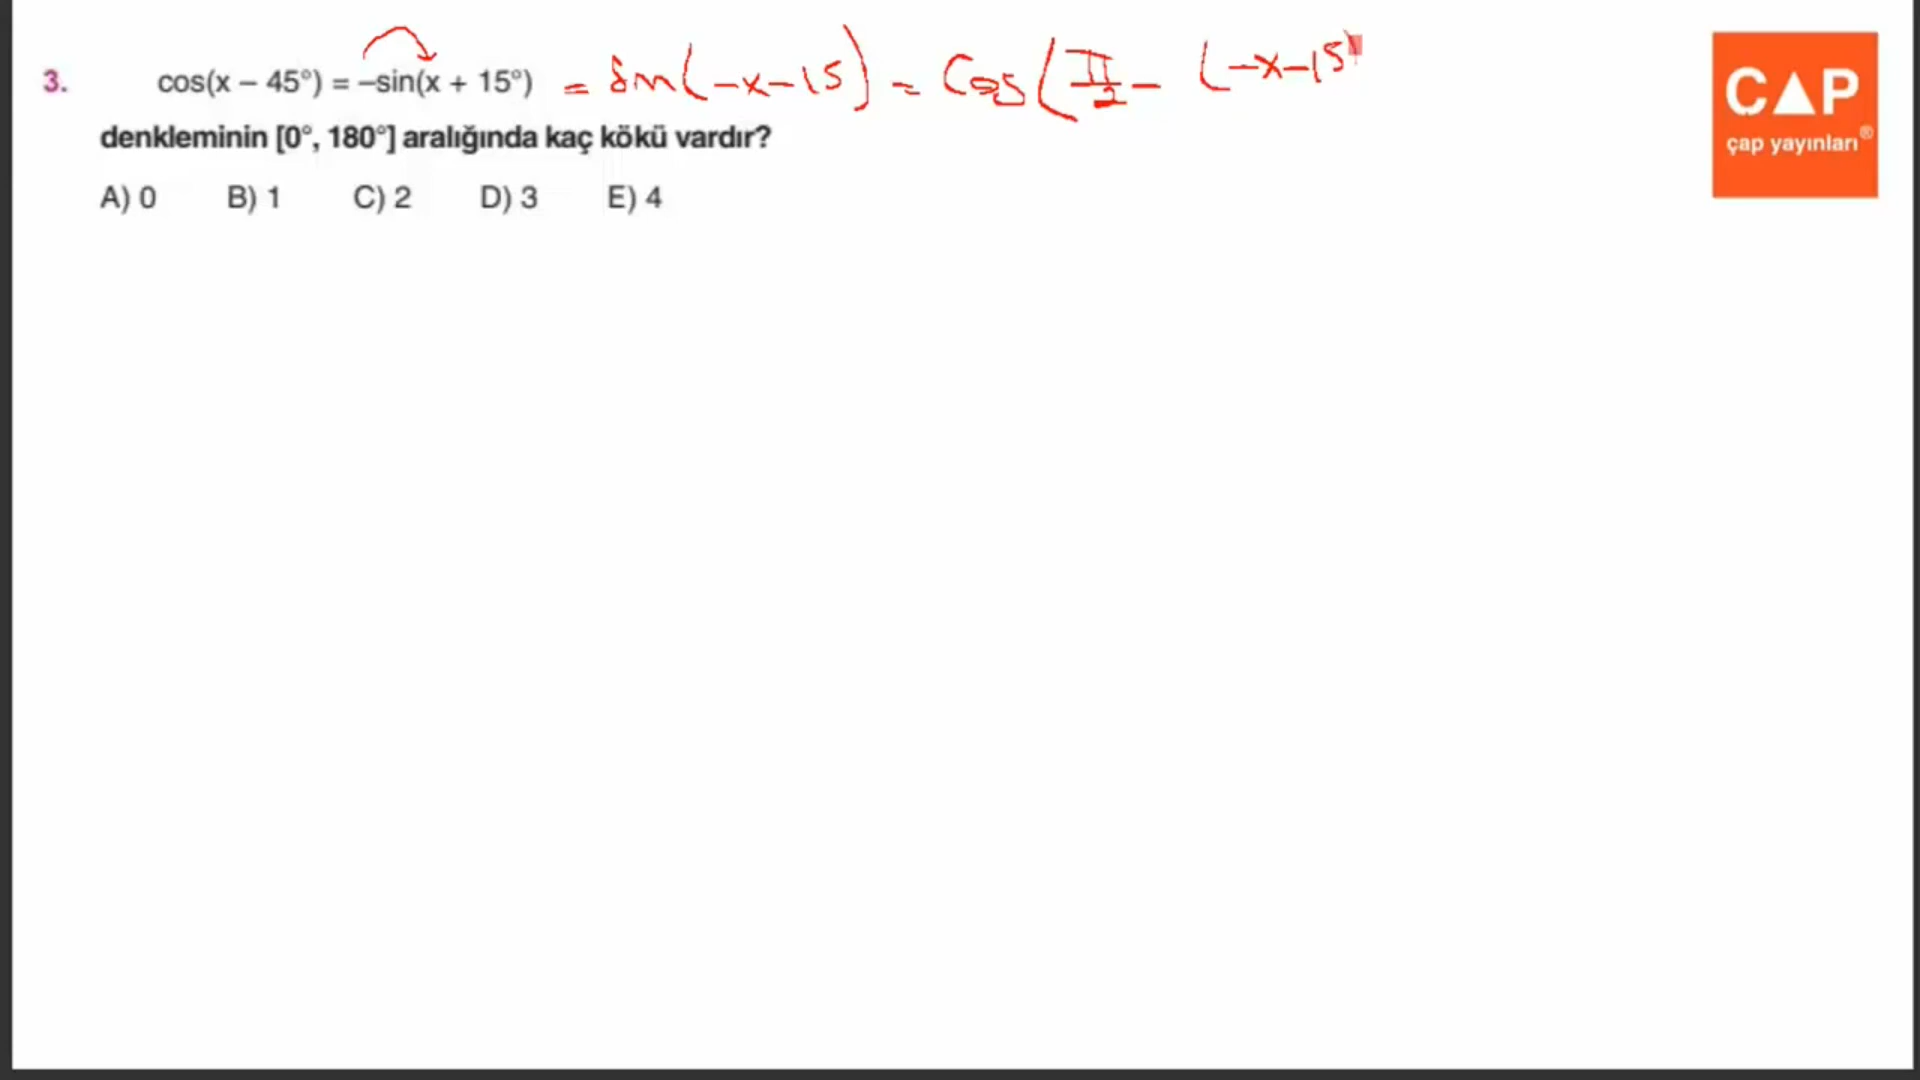 3. cos(x – 45°) = –sin(x + 15°) = sin(-x-15) = Cos(π/2 - (-x-15)
denkleminin [0°, 180°] aralığında kaç kökü vardır?
A) 0 B) 1 C) 2 D) 3 E) 4
CAP
çap yayınları®